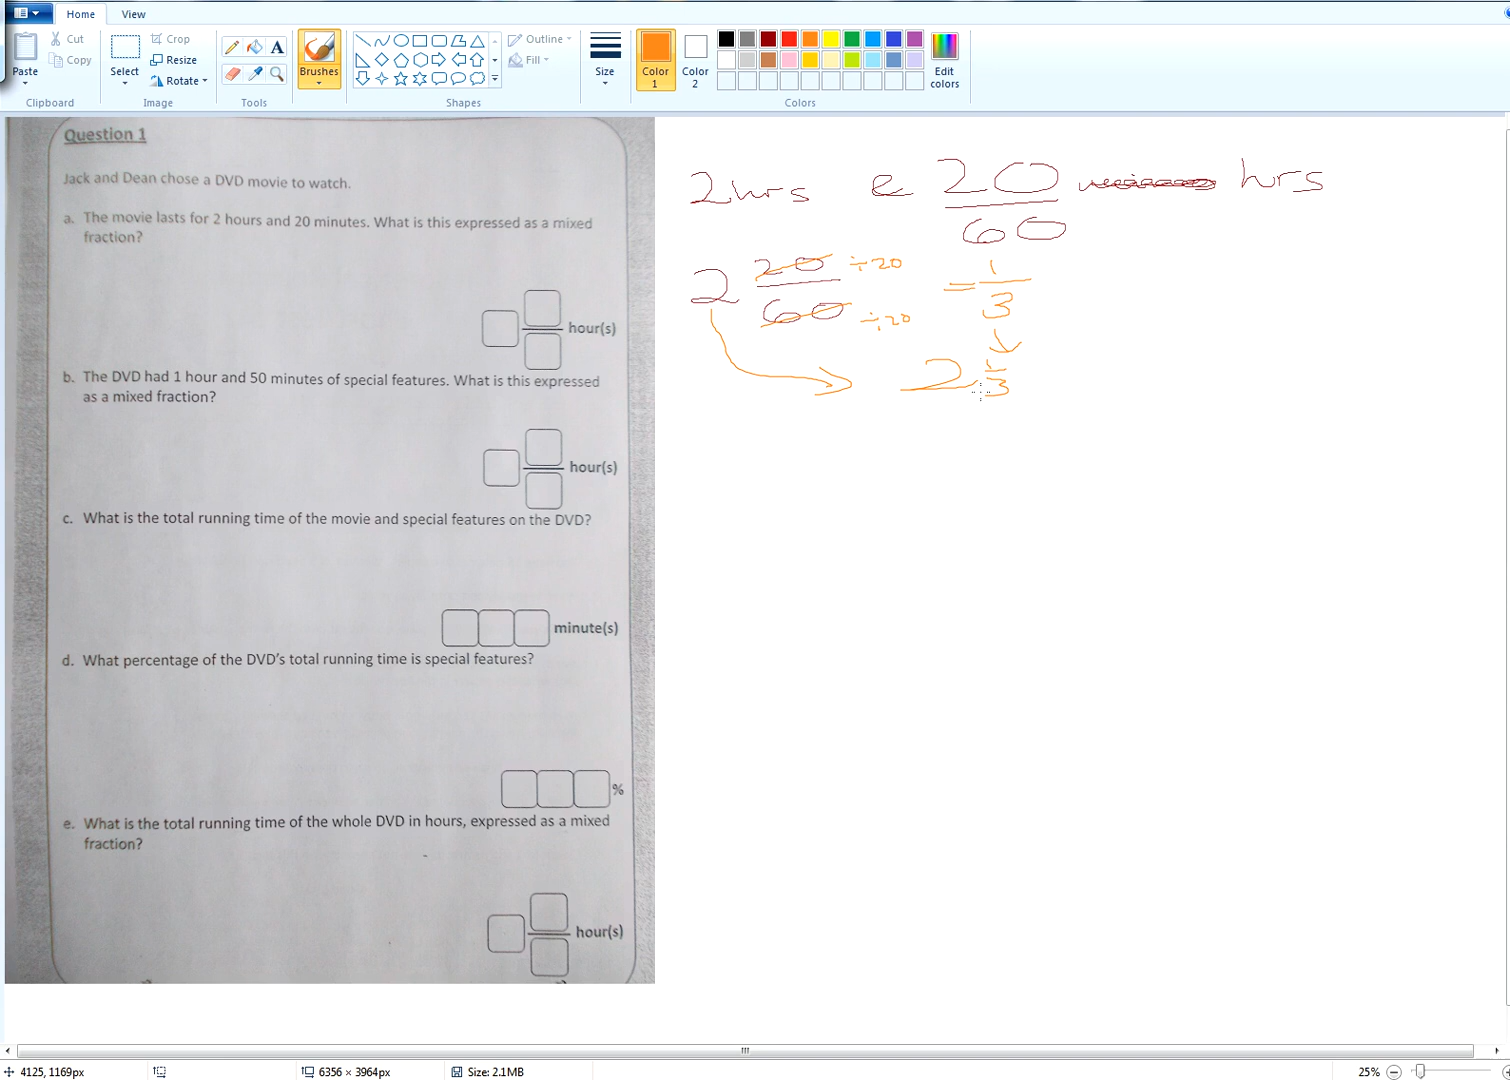 Home View
Paste
Cut
Copy
Clipboard
Select
Crop
Resize
Rotate
Image
A
Tools
Brushes
Shapes
Outline
Fill
Size
Color 1
Color 2
Edit colors
Colors
Question 1
Jack and Dean chose a DVD movie to watch.
a. The movie lasts for 2 hours and 20 minutes. What is this expressed as a mixed
fraction?
hour(s)
b. The DVD had 1 hour and 50 minutes of special features. What is this expressed
as a mixed fraction?
hour(s)
c. What is the total running time of the movie and special features on the DVD?
minute(s)
d. What percentage of the DVD's total running time is special features?
%
e. What is the total running time of the whole DVD in hours, expressed as a mixed
fraction?
hour(s)
2hrs e 20/60 hrs
2 20/60 ÷20 ÷20 = 1/3
2 1/3
4125, 1169px
6356 × 3964px
Size: 2.1MB
25%